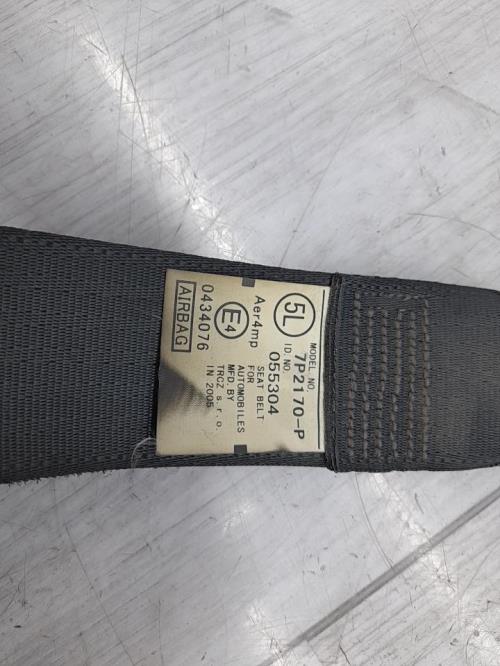 MODEL NO.
5L 7P2170-P
ID.NO.
055304
Aer4mp
SEAT BELT
FOR
AUTOMOBILES
MFD.BY
TRCZ s.r.o.
IN 2005
E4
0434076
AIRBAG